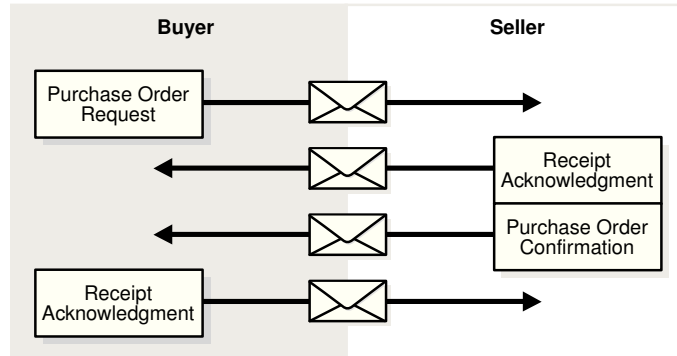 Buyer
Seller
Purchase Order
Request
Receipt
Acknowledgment
Purchase Order
Confirmation
Receipt
Acknowledgment